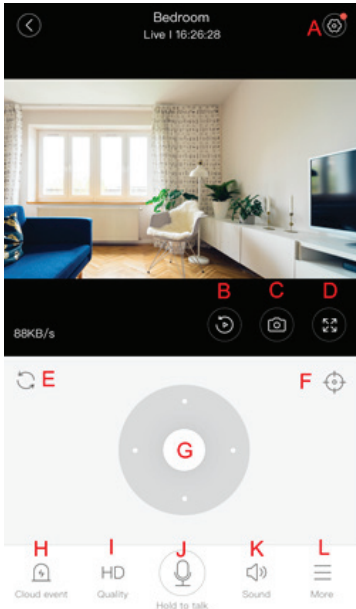 Bedroom
Live I 16:26:28
A
B
C
D
88KB/s
E
F
G
H
I
J
K
L
HD
Cloud event
Quality
Hold to talk
Sound
More